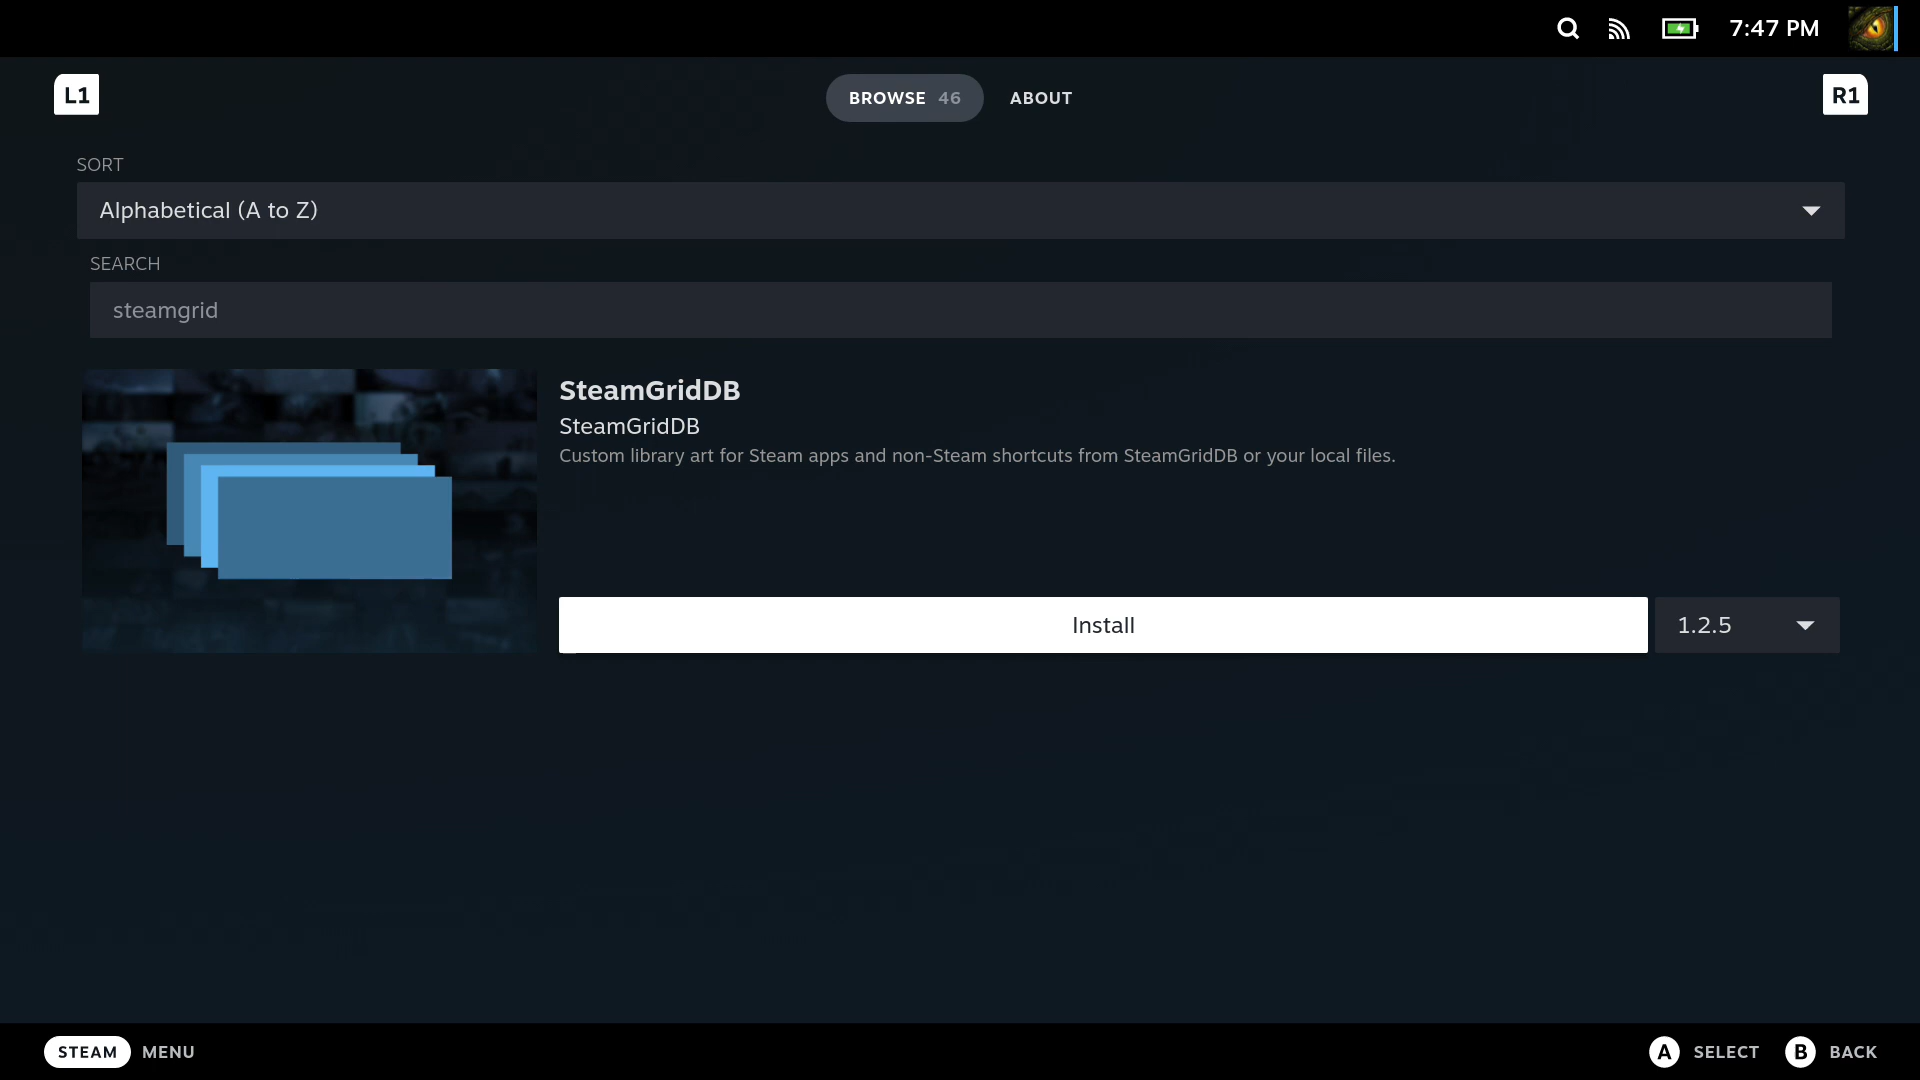 7:47 PM
L1
BROWSE 46
ABOUT
R1
SORT
Alphabetical (A to Z)
SEARCH
steamgrid
SteamGridDB
SteamGridDB
Custom library art for Steam apps and non-Steam shortcuts from SteamGridDB or your local files.
Install
1.2.5
STEAM MENU
A SELECT
B BACK